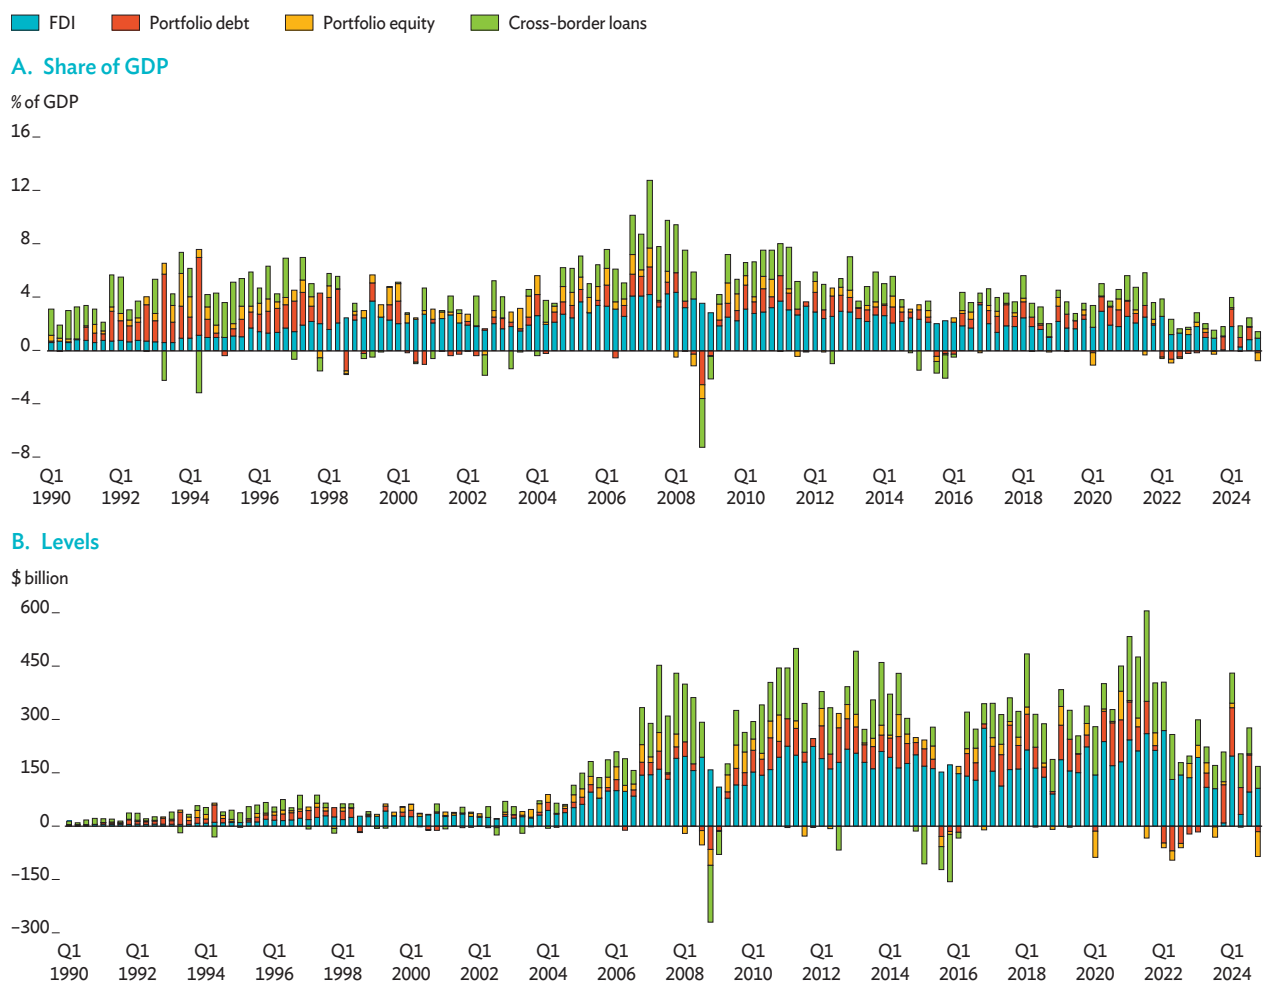 FDI Portfolio debt Portfolio equity Cross-border loans
A. Share of GDP
% of GDP
16
12
8
4
0
–4
–8
Q1 Q1 Q1 Q1 Q1 Q1 Q1 Q1 Q1 Q1 Q1 Q1 Q1 Q1 Q1 Q1 Q1 Q1
1990 1992 1994 1996 1998 2000 2002 2004 2006 2008 2010 2012 2014 2016 2018 2020 2022 2024
B. Levels
$ billion
600
450
300
150
0
–150
–300
Q1 Q1 Q1 Q1 Q1 Q1 Q1 Q1 Q1 Q1 Q1 Q1 Q1 Q1 Q1 Q1 Q1 Q1
1990 1992 1994 1996 1998 2000 2002 2004 2006 2008 2010 2012 2014 2016 2018 2020 2022 2024